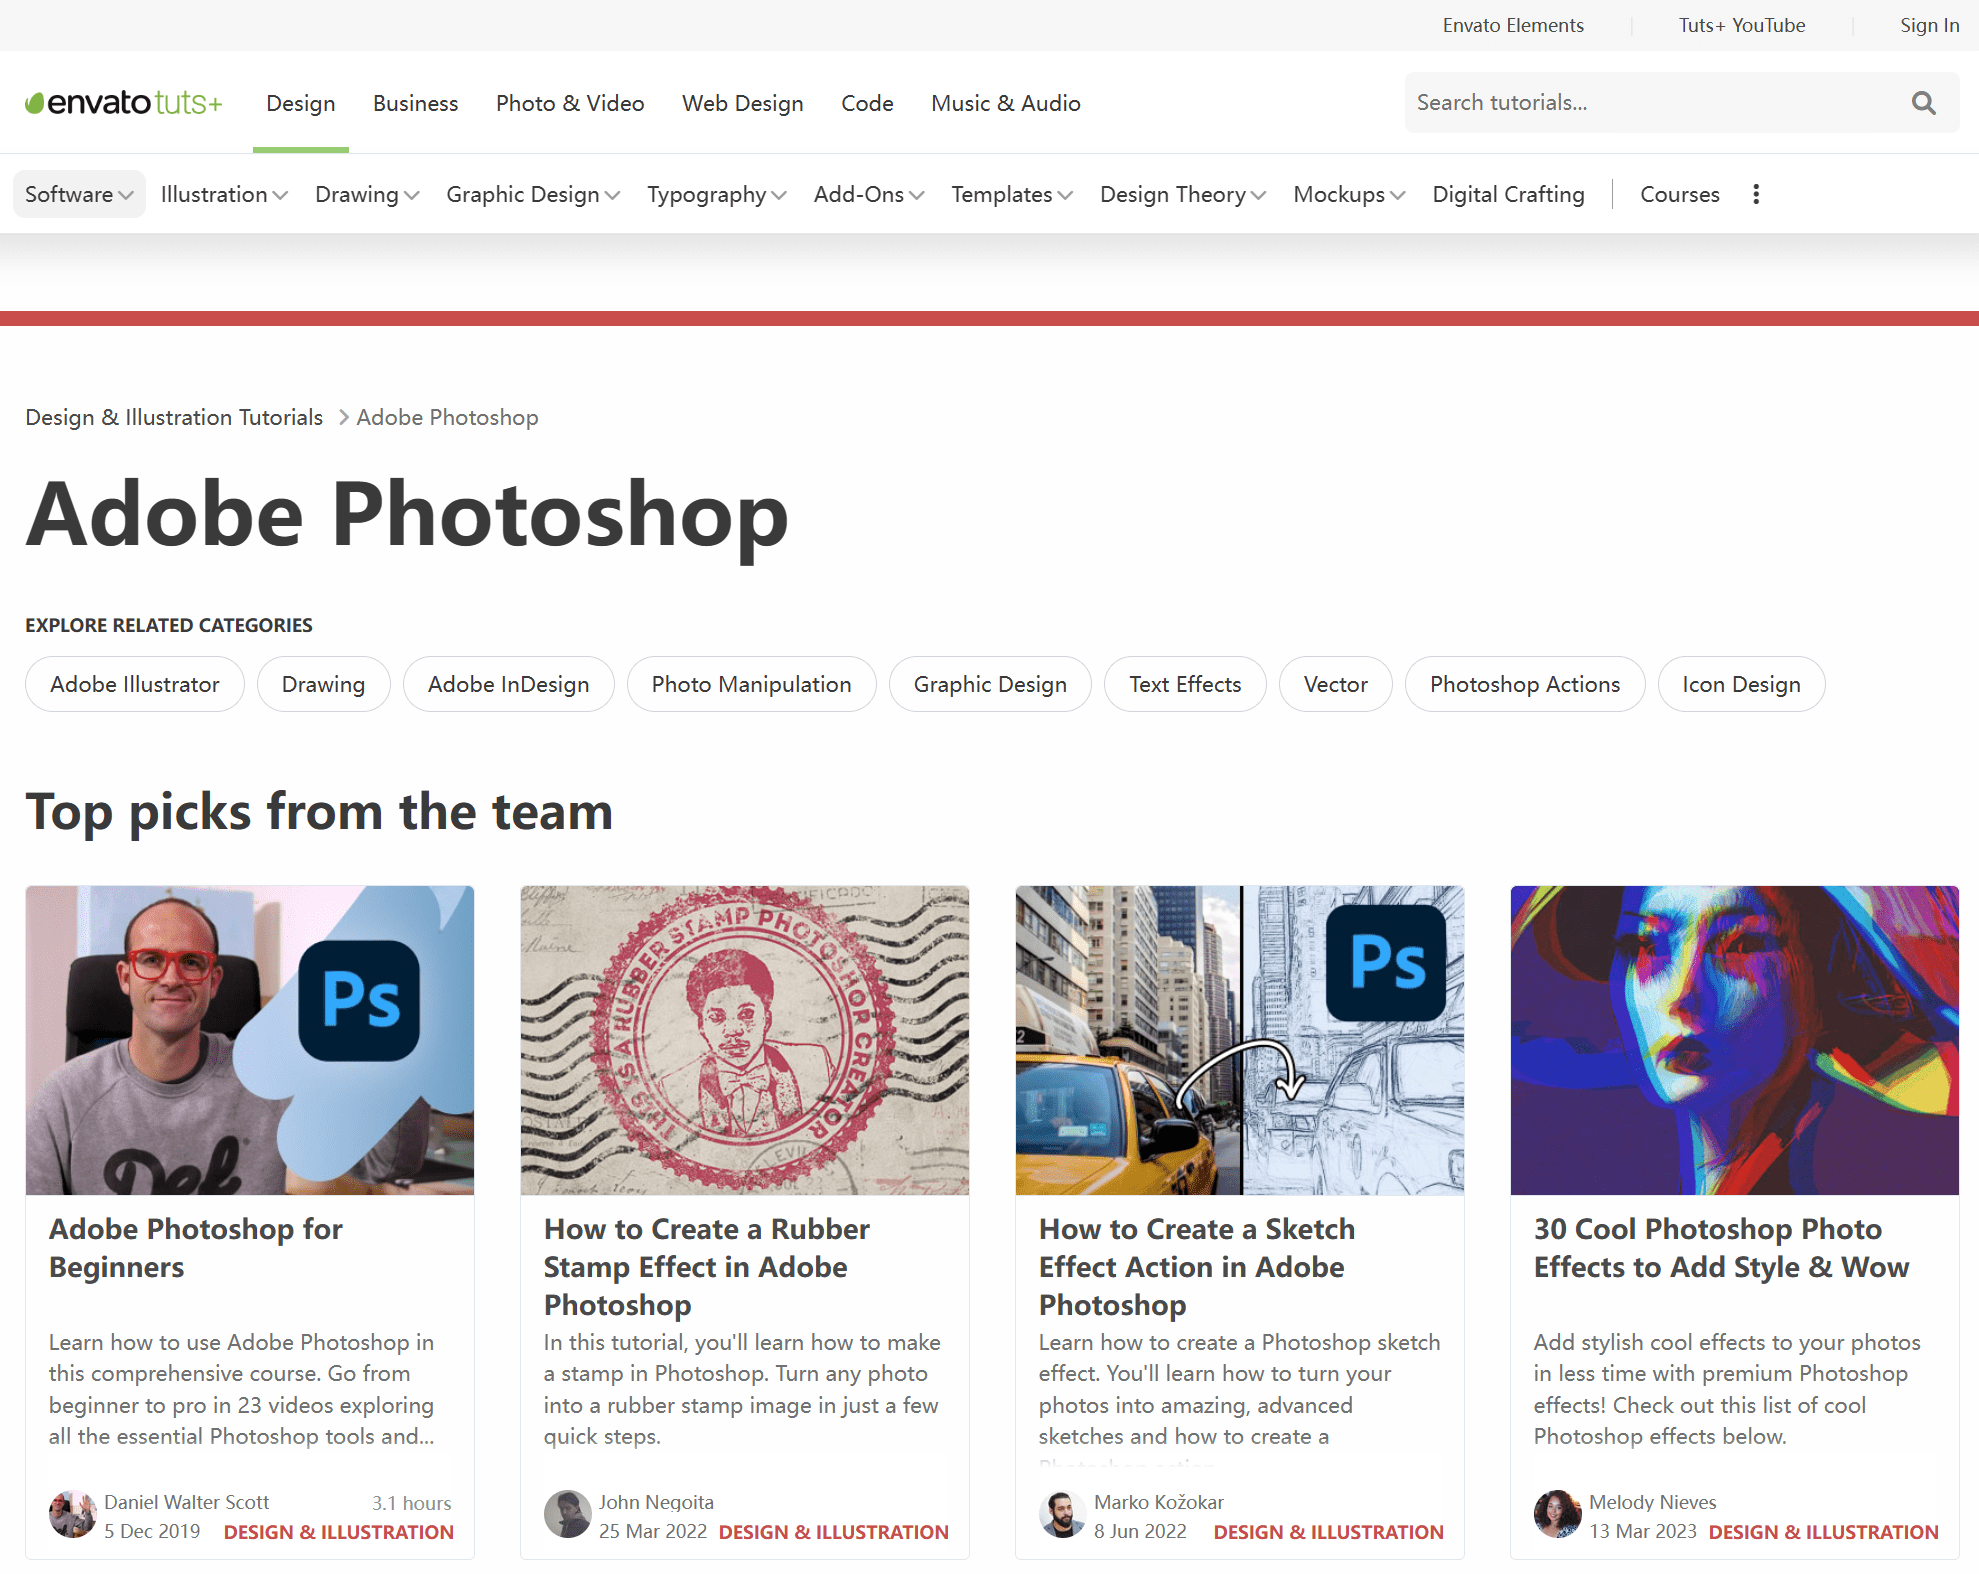 Envato Elements
Tuts+ YouTube
Sign In
envato tuts+
Design
Business
Photo & Video
Web Design
Code
Music & Audio
Search tutorials...
Software
Illustration
Drawing
Graphic Design
Typography
Add-Ons
Templates
Design Theory
Mockups
Digital Crafting
Courses
Design & Illustration Tutorials
Adobe Photoshop
Adobe Photoshop
EXPLORE RELATED CATEGORIES
Adobe Illustrator
Drawing
Adobe InDesign
Photo Manipulation
Graphic Design
Text Effects
Vector
Photoshop Actions
Icon Design
Top picks from the team
Ps
Adobe Photoshop for
Beginners
Learn how to use Adobe Photoshop in
this comprehensive course. Go from
beginner to pro in 23 videos exploring
all the essential Photoshop tools and...
Daniel Walter Scott
3.1 hours
5 Dec 2019
DESIGN & ILLUSTRATION
IT'S A RUBBER STAMP PHOTOSHOP CREATOR
How to Create a Rubber
Stamp Effect in Adobe
Photoshop
In this tutorial, you'll learn how to make
a stamp in Photoshop. Turn any photo
into a rubber stamp image in just a few
quick steps.
John Negoita
25 Mar 2022
DESIGN & ILLUSTRATION
Ps
How to Create a Sketch
Effect Action in Adobe
Photoshop
Learn how to create a Photoshop sketch
effect. You'll learn how to turn your
photos into amazing, advanced
sketches and how to create a
Photoshop action
Marko Kožokar
8 Jun 2022
DESIGN & ILLUSTRATION
30 Cool Photoshop Photo
Effects to Add Style & Wow
Add stylish cool effects to your photos
in less time with premium Photoshop
effects! Check out this list of cool
Photoshop effects below.
Melody Nieves
13 Mar 2023
DESIGN & ILLUSTRATION